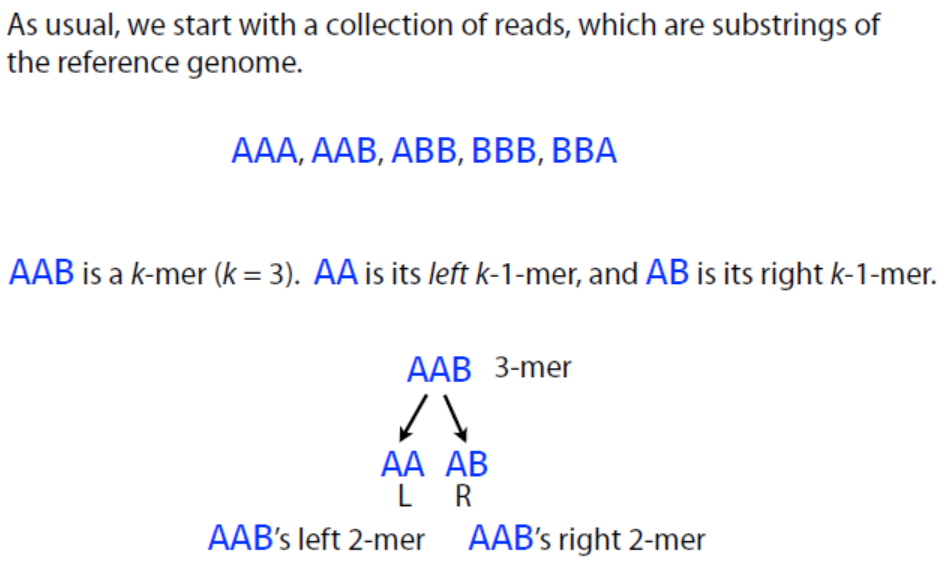 As usual, we start with a collection of reads, which are substrings of
the reference genome.
AAA, AAB, ABB, BBB, BBA
AAB is a k-mer (k = 3). AA is its left k-1-mer, and AB is its right k-1-mer.
AAB 3-mer
AA AB
L R
AAB's left 2-mer AAB's right 2-mer